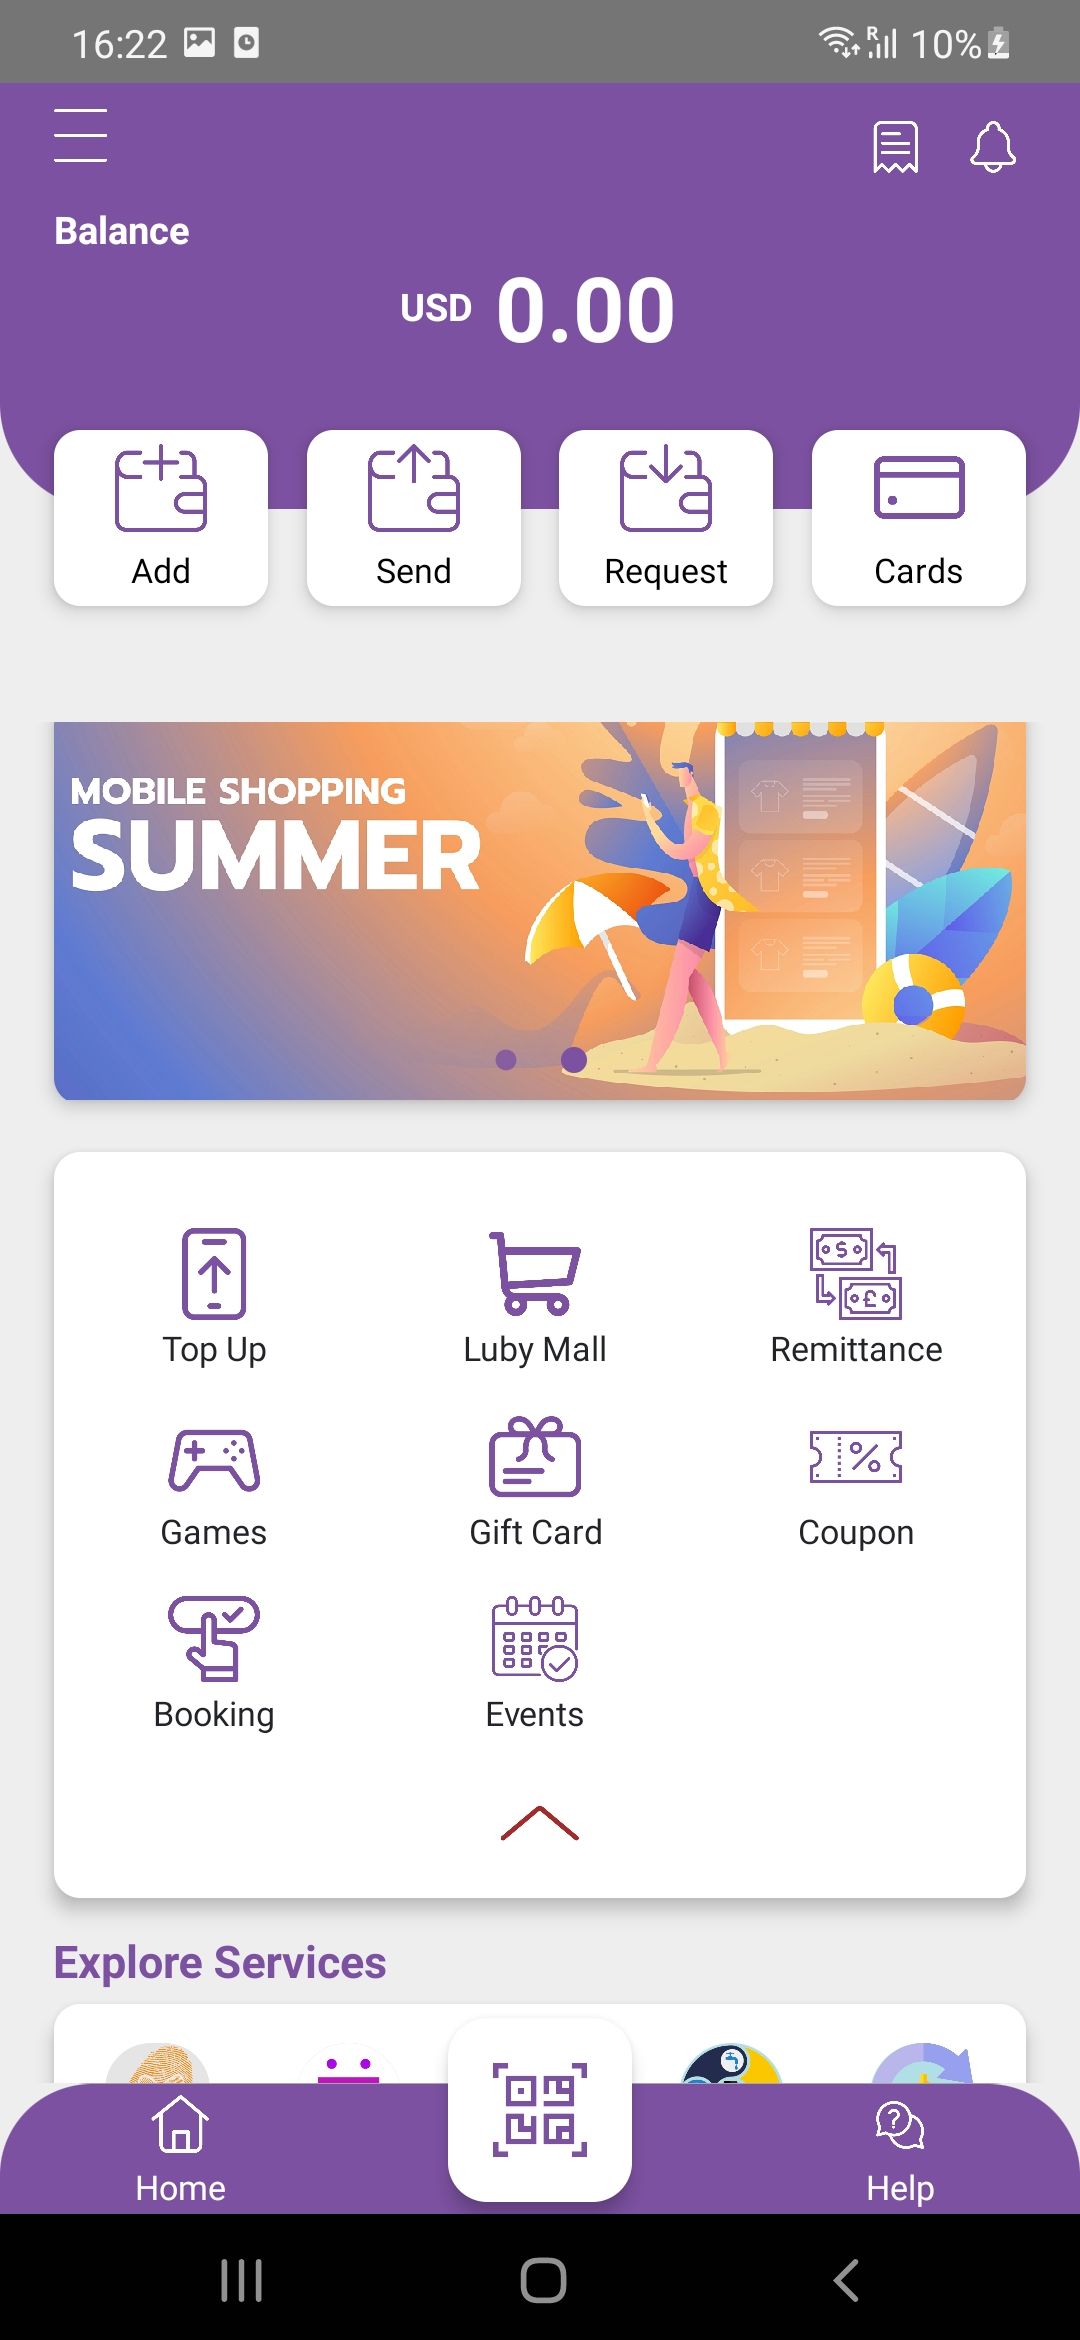 16:22
R
10%
Balance
USD 0.00
Add
Send
Request
Cards
MOBILE SHOPPING
SUMMER
Top Up
Luby Mall
Remittance
Games
Gift Card
Coupon
Booking
Events
Explore Services
Home
Help